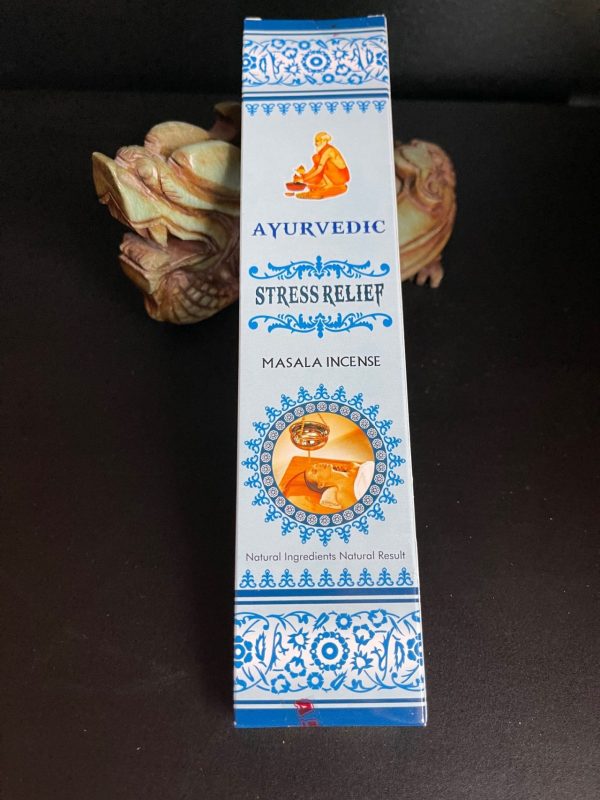 AYURVEDIC
STRESS RELIEF
MASALA INCENSE
Natural Ingredients Natural Result